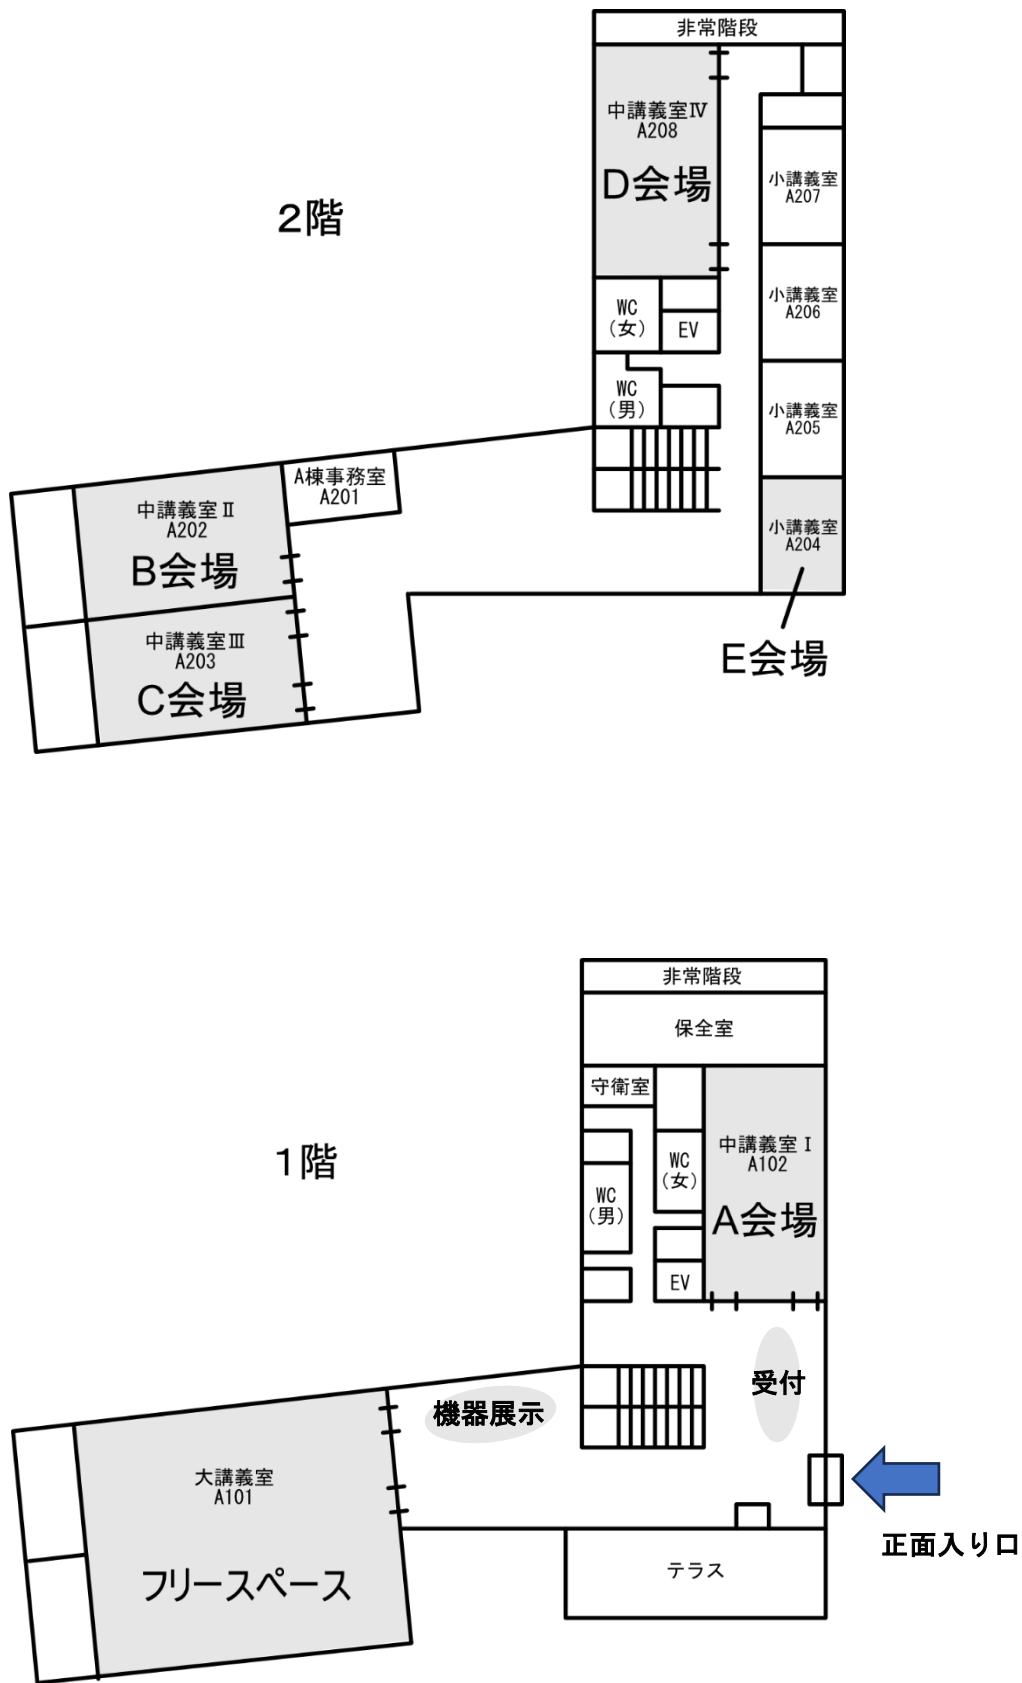 非常階段
中講義室Ⅳ
A208
D会場
小講義室
A207
2階
小講義室
A206
WC
(女)
EV
WC
(男)
小講義室
A205
A棟事務室
A201
中講義室Ⅱ
A202
B会場
小講義室
A204
中講義室Ⅲ
A203
C会場
E会場
非常階段
保全室
守衛室
中講義室Ⅰ
A102
A会場
1階
WC
(女)
WC
(男)
EV
受付
機器展示
大講義室
A101
フリースペース
正面入り口
テラス